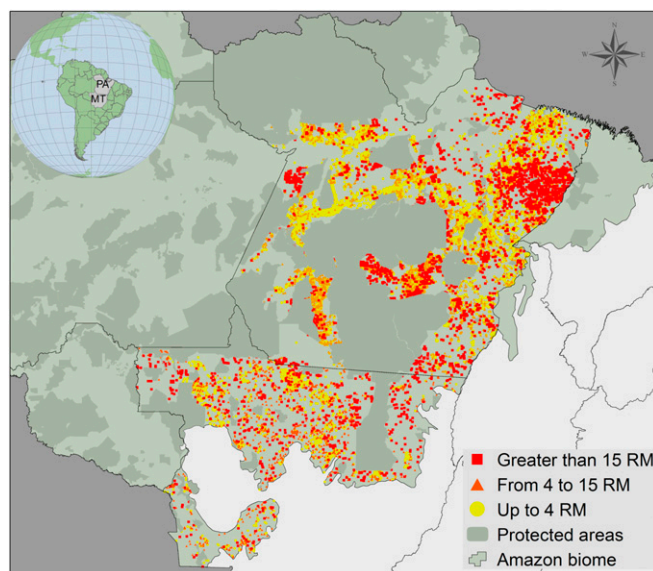 PA
MT
N
W
E
S
Greater than 15 RM
From 4 to 15 RM
Up to 4 RM
Protected areas
Amazon biome